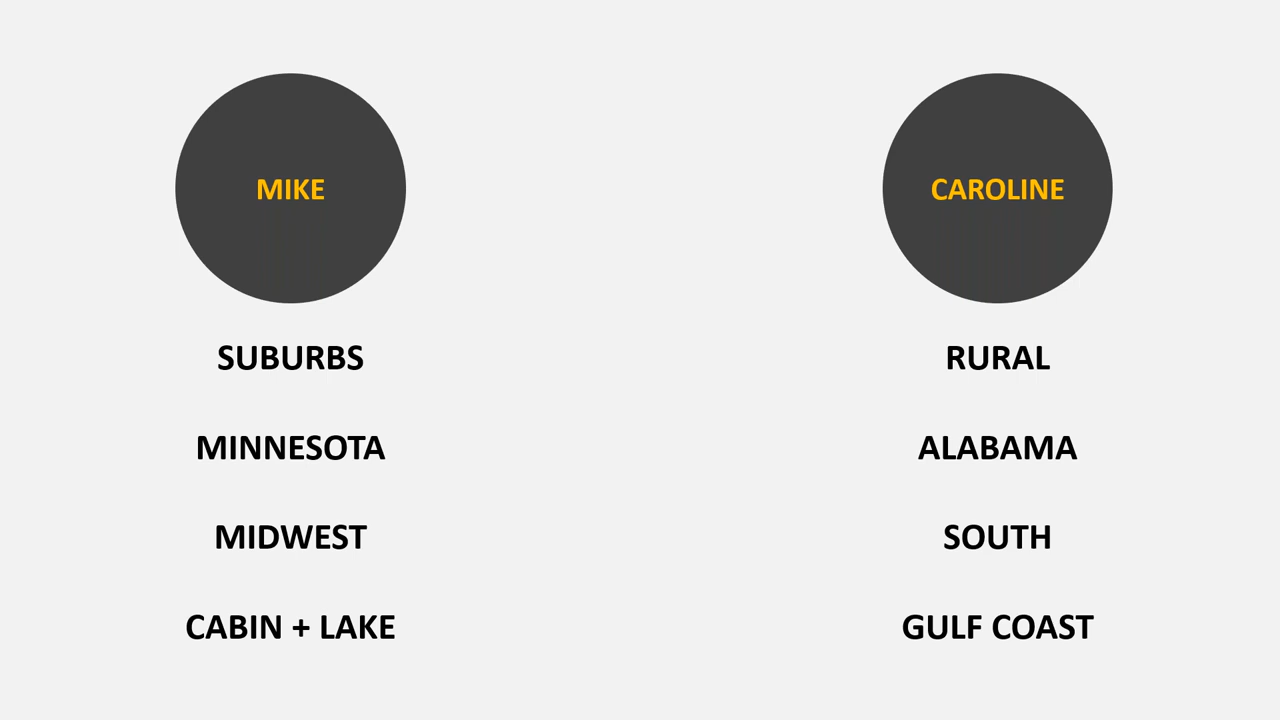 MIKE
CAROLINE
SUBURBS
RURAL
MINNESOTA
ALABAMA
MIDWEST
SOUTH
CABIN + LAKE
GULF COAST